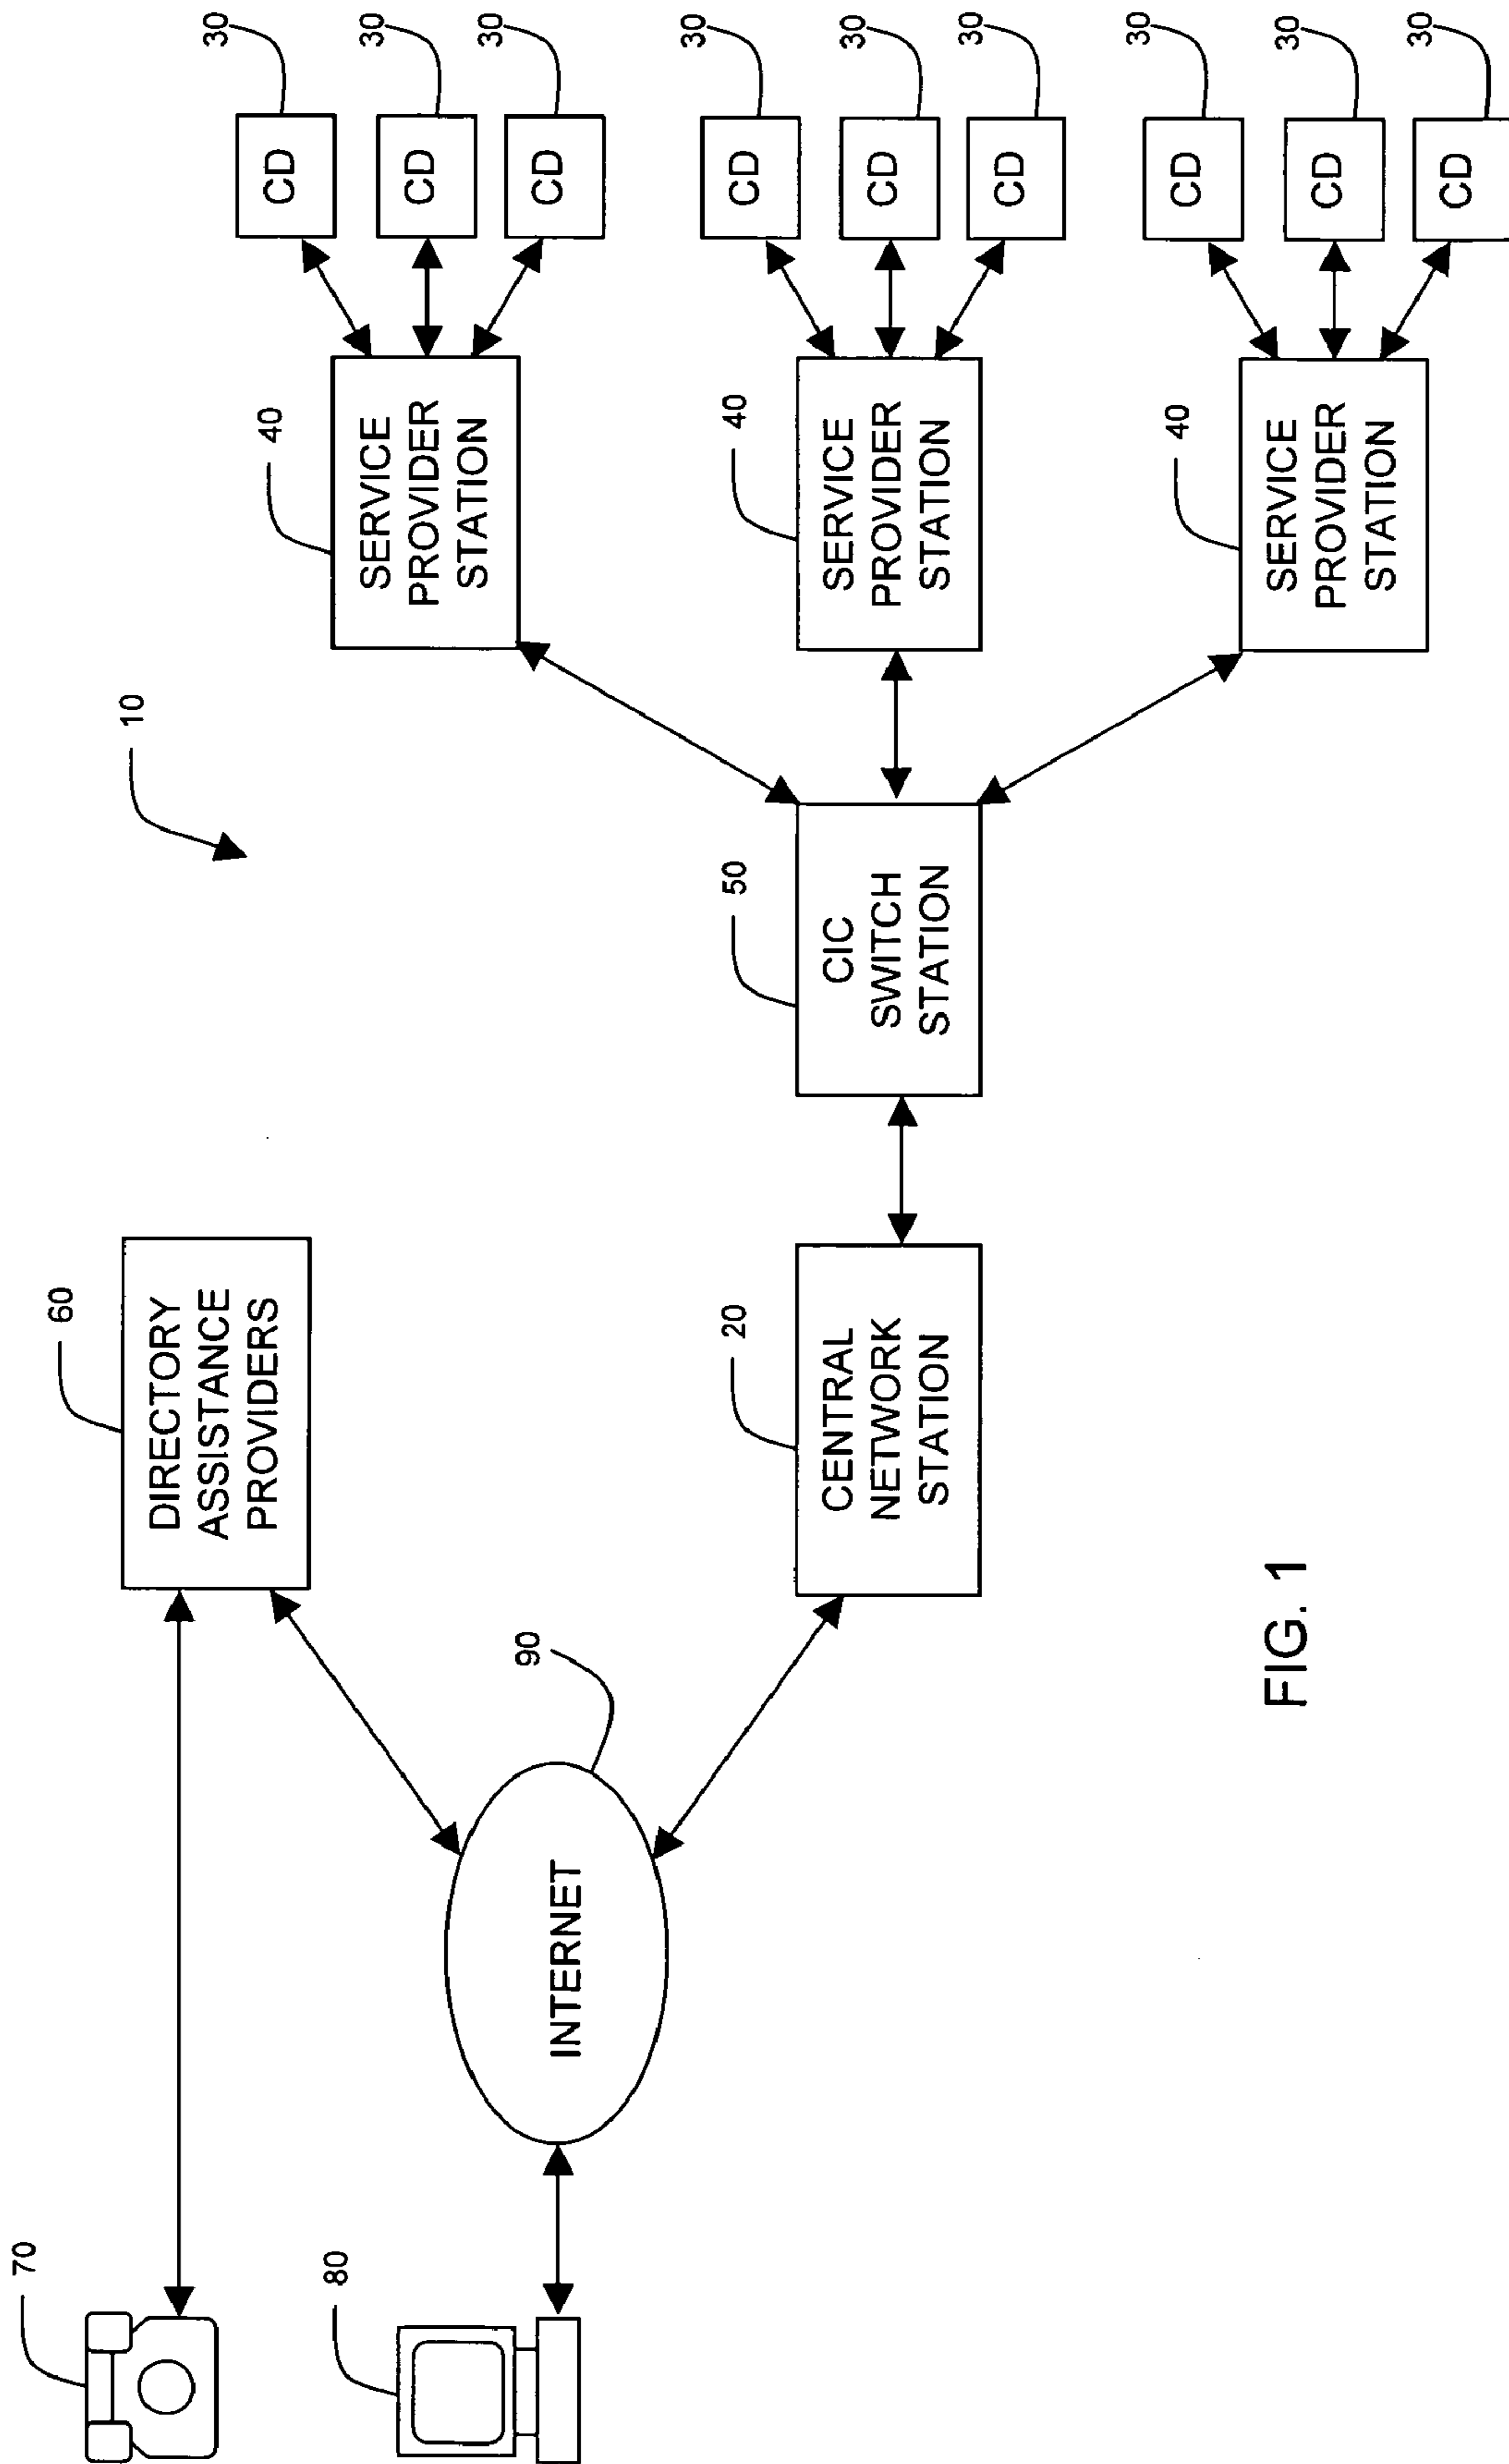 70
60
DIRECTORY
ASSISTANCE
PROVIDERS
10
80
90
INTERNET
20
CENTRAL
NETWORK
STATION
50
CIC
SWITCH
STATION
40
SERVICE
PROVIDER
STATION
30
CD
30
CD
30
CD
40
SERVICE
PROVIDER
STATION
30
CD
30
CD
30
CD
40
SERVICE
PROVIDER
STATION
30
CD
30
CD
30
CD
FIG. 1